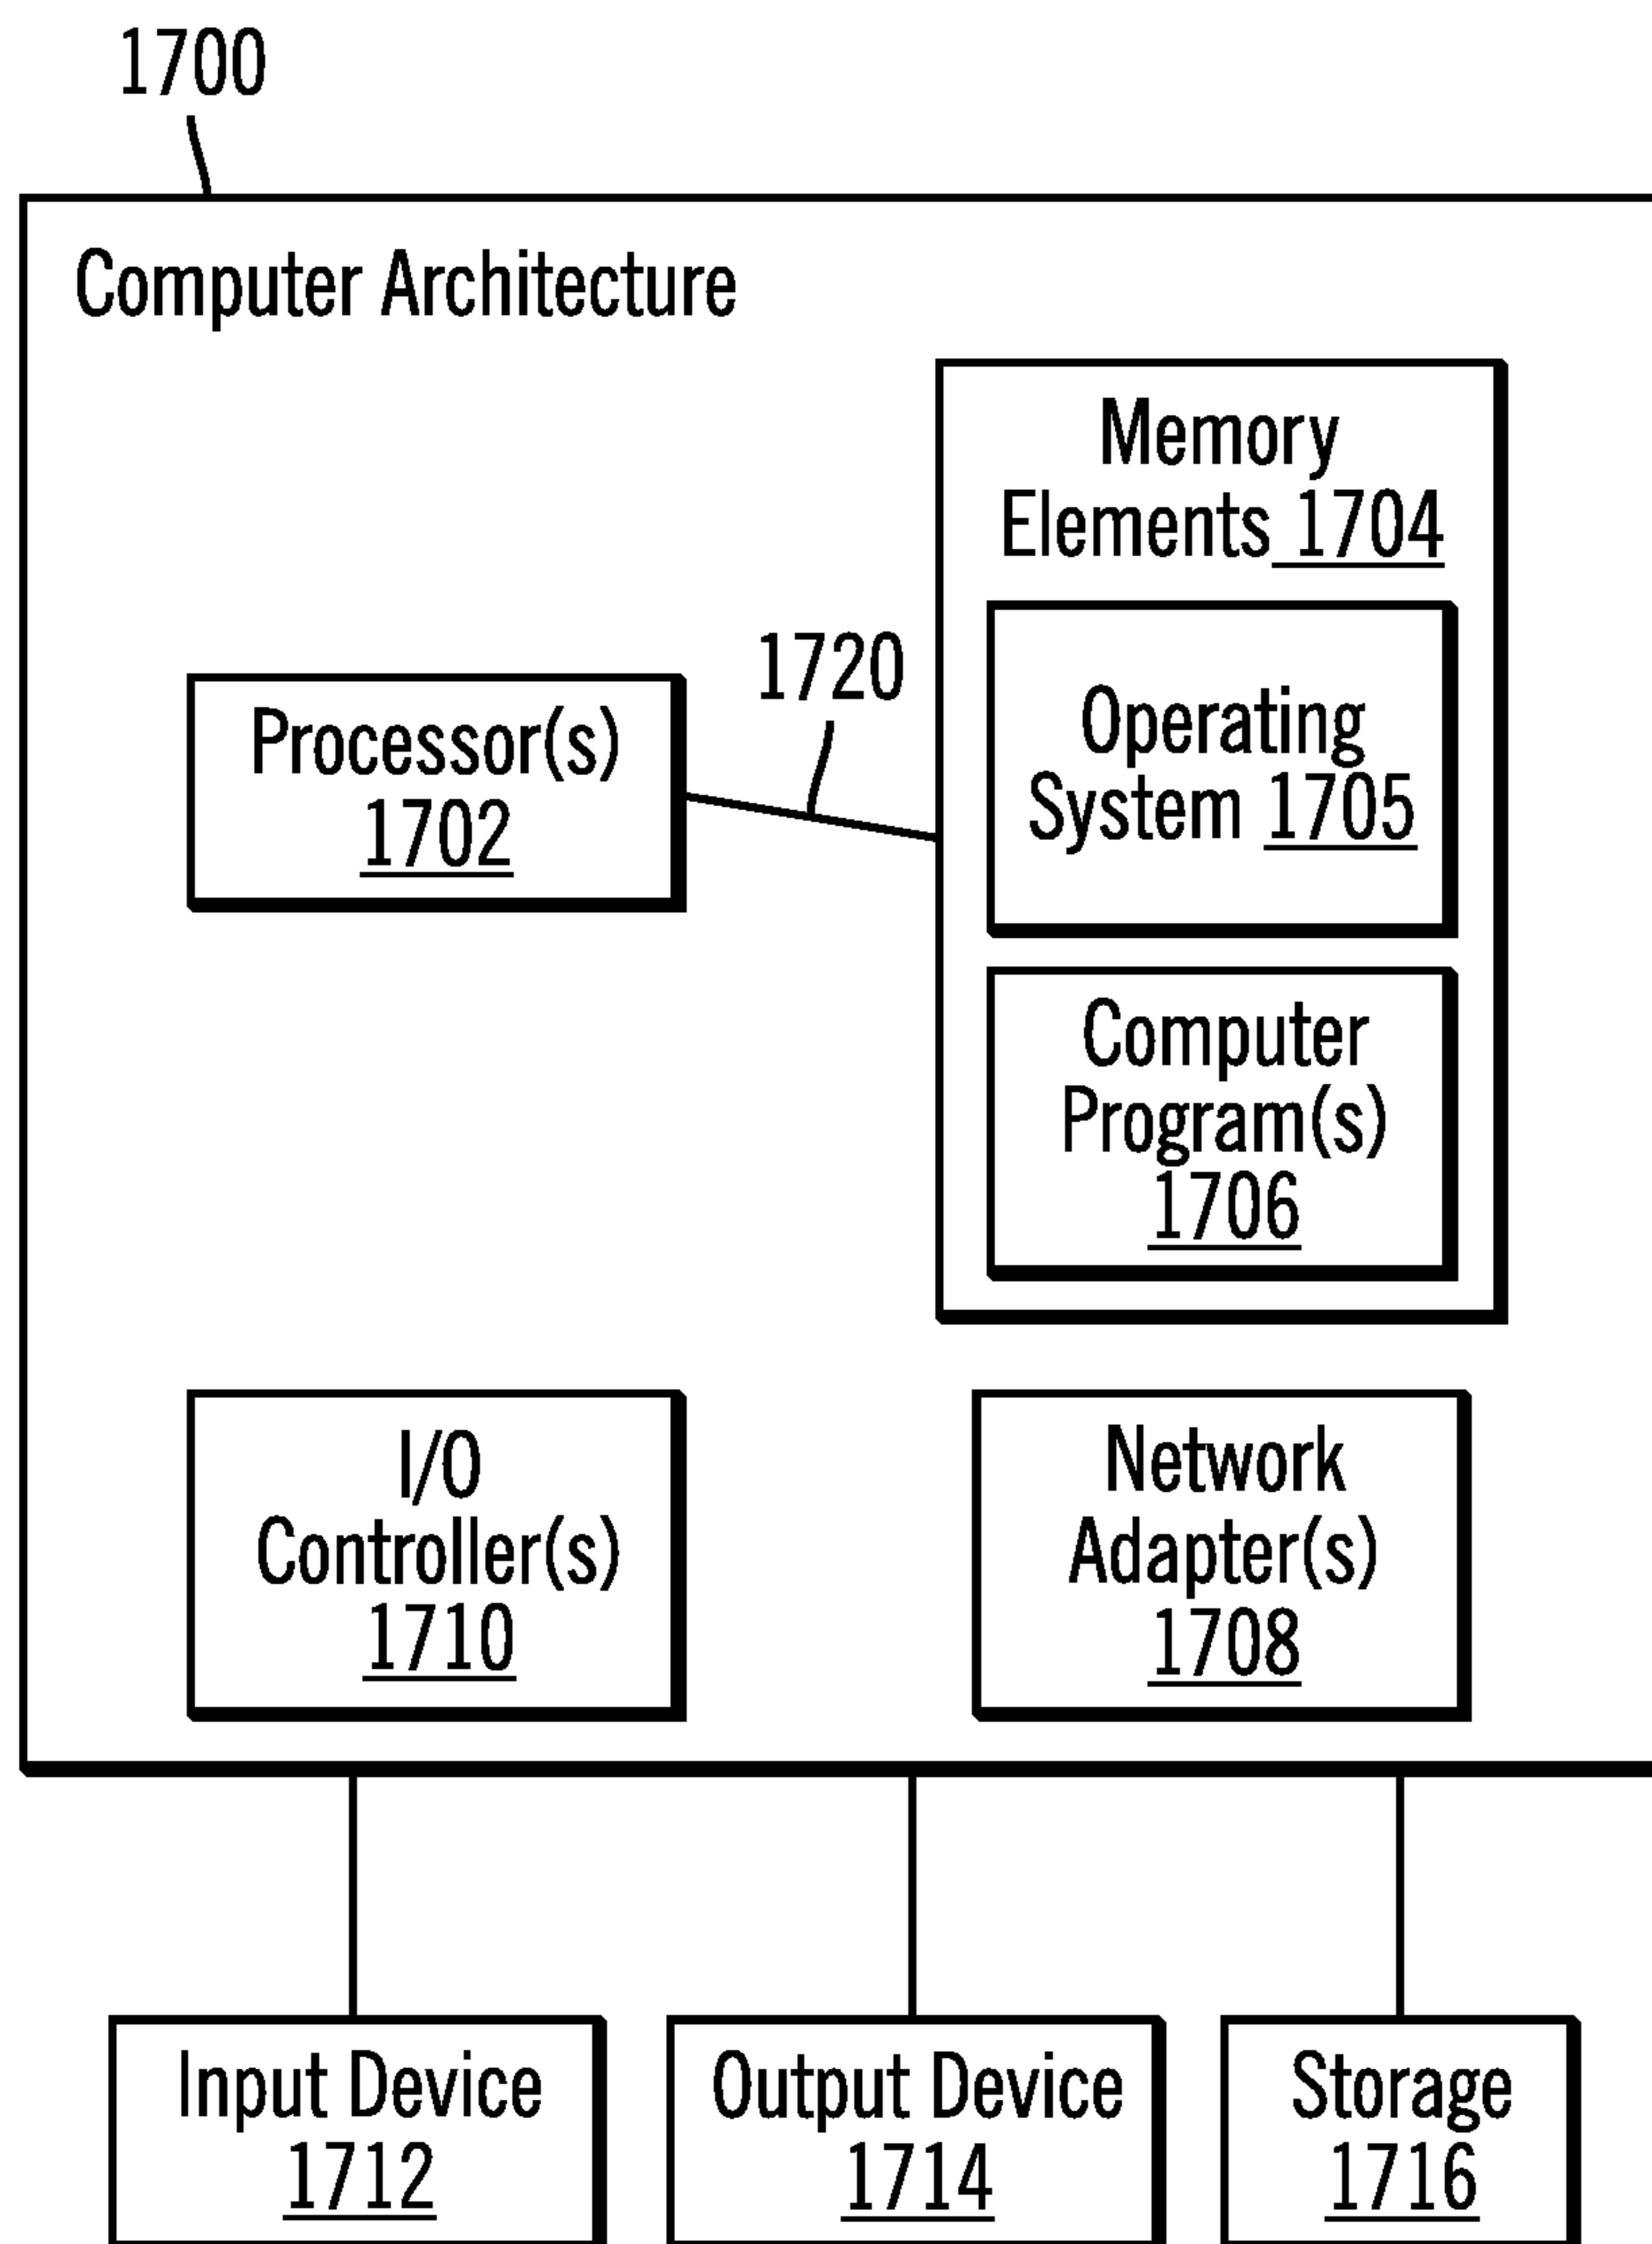 1700
Computer Architecture
Memory
Elements 1704
1720
Operating
System 1705
Processor(s)
1702
Computer
Program(s)
1706
I/O
Controller(s)
1710
Network
Adapter(s)
1708
Input Device
1712
Output Device
1714
Storage
1716